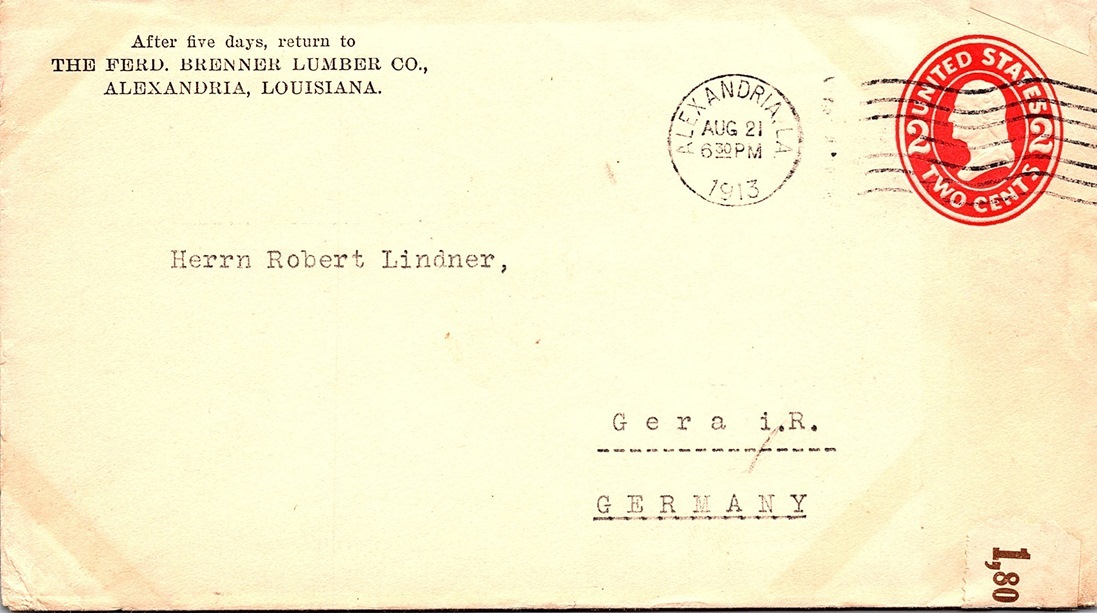 After five days, return to
THE FERD. BRENNER LUMBER CO.,
ALEXANDRIA, LOUISIANA.
ALEXANDRIA, LA.
AUG 21
6 30 PM
1913
UNITED STATES
2 2
TWO CENTS
Herrn Robert Lindner,
Gera i.R.
GERMANY
1,80